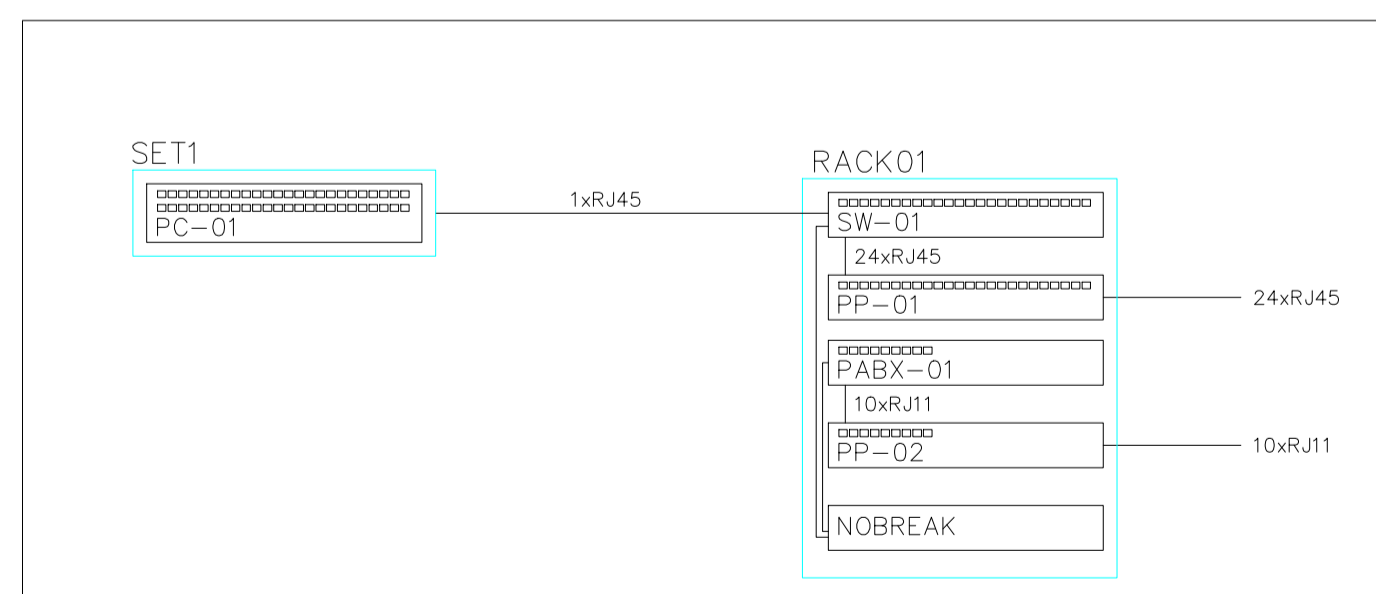 SET1
PC-01
1xRJ45
RACK01
SW-01
24xRJ45
PP-01
24xRJ45
PABX-01
10xRJ11
PP-02
10xRJ11
NOBREAK